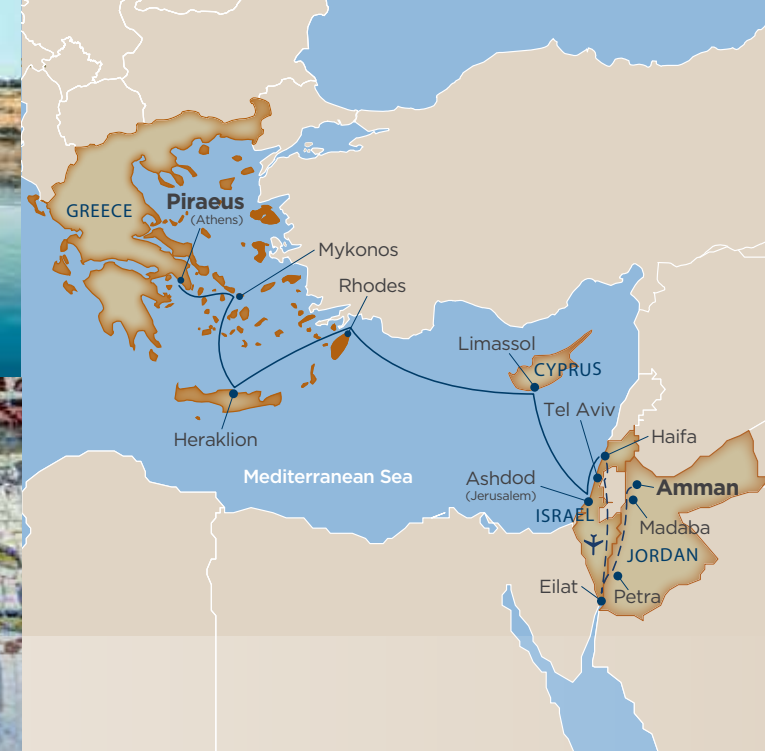 GREECE
Piraeus
(Athens)
Mykonos
Rhodes
Limassol
CYPRUS
Tel Aviv
Haifa
Heraklion
Mediterranean Sea
Ashdod
(Jerusalem)
Amman
ISRAEL
Madaba
JORDAN
Eilat
Petra